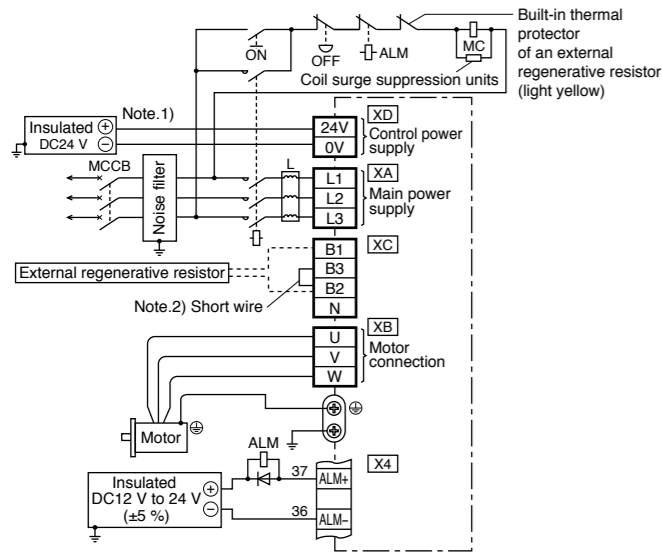 Built-in thermal
protector
of an external
regenerative resistor
(light yellow)
ON
OFF
ALM
MC
Coil surge suppression units
Note.1)
Insulated
DC24 V
XD
24V
0V
Control power
supply
MCCB
Noise filter
L
XA
L1
L2
L3
Main power
supply
XC
B1
B3
B2
N
External regenerative resistor
Note.2) Short wire
XB
U
V
W
Motor
connection
Motor
ALM
X4
37
ALM+
Insulated
DC12 V to 24 V
(±5 %)
36
ALM−